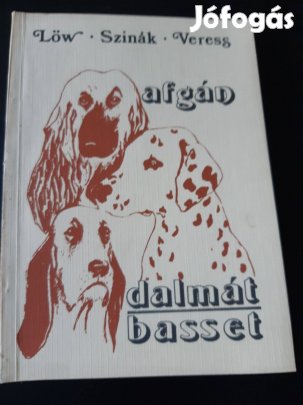 Jófogás
Löw · Szinák · Veress
afgán
dalmát
basset